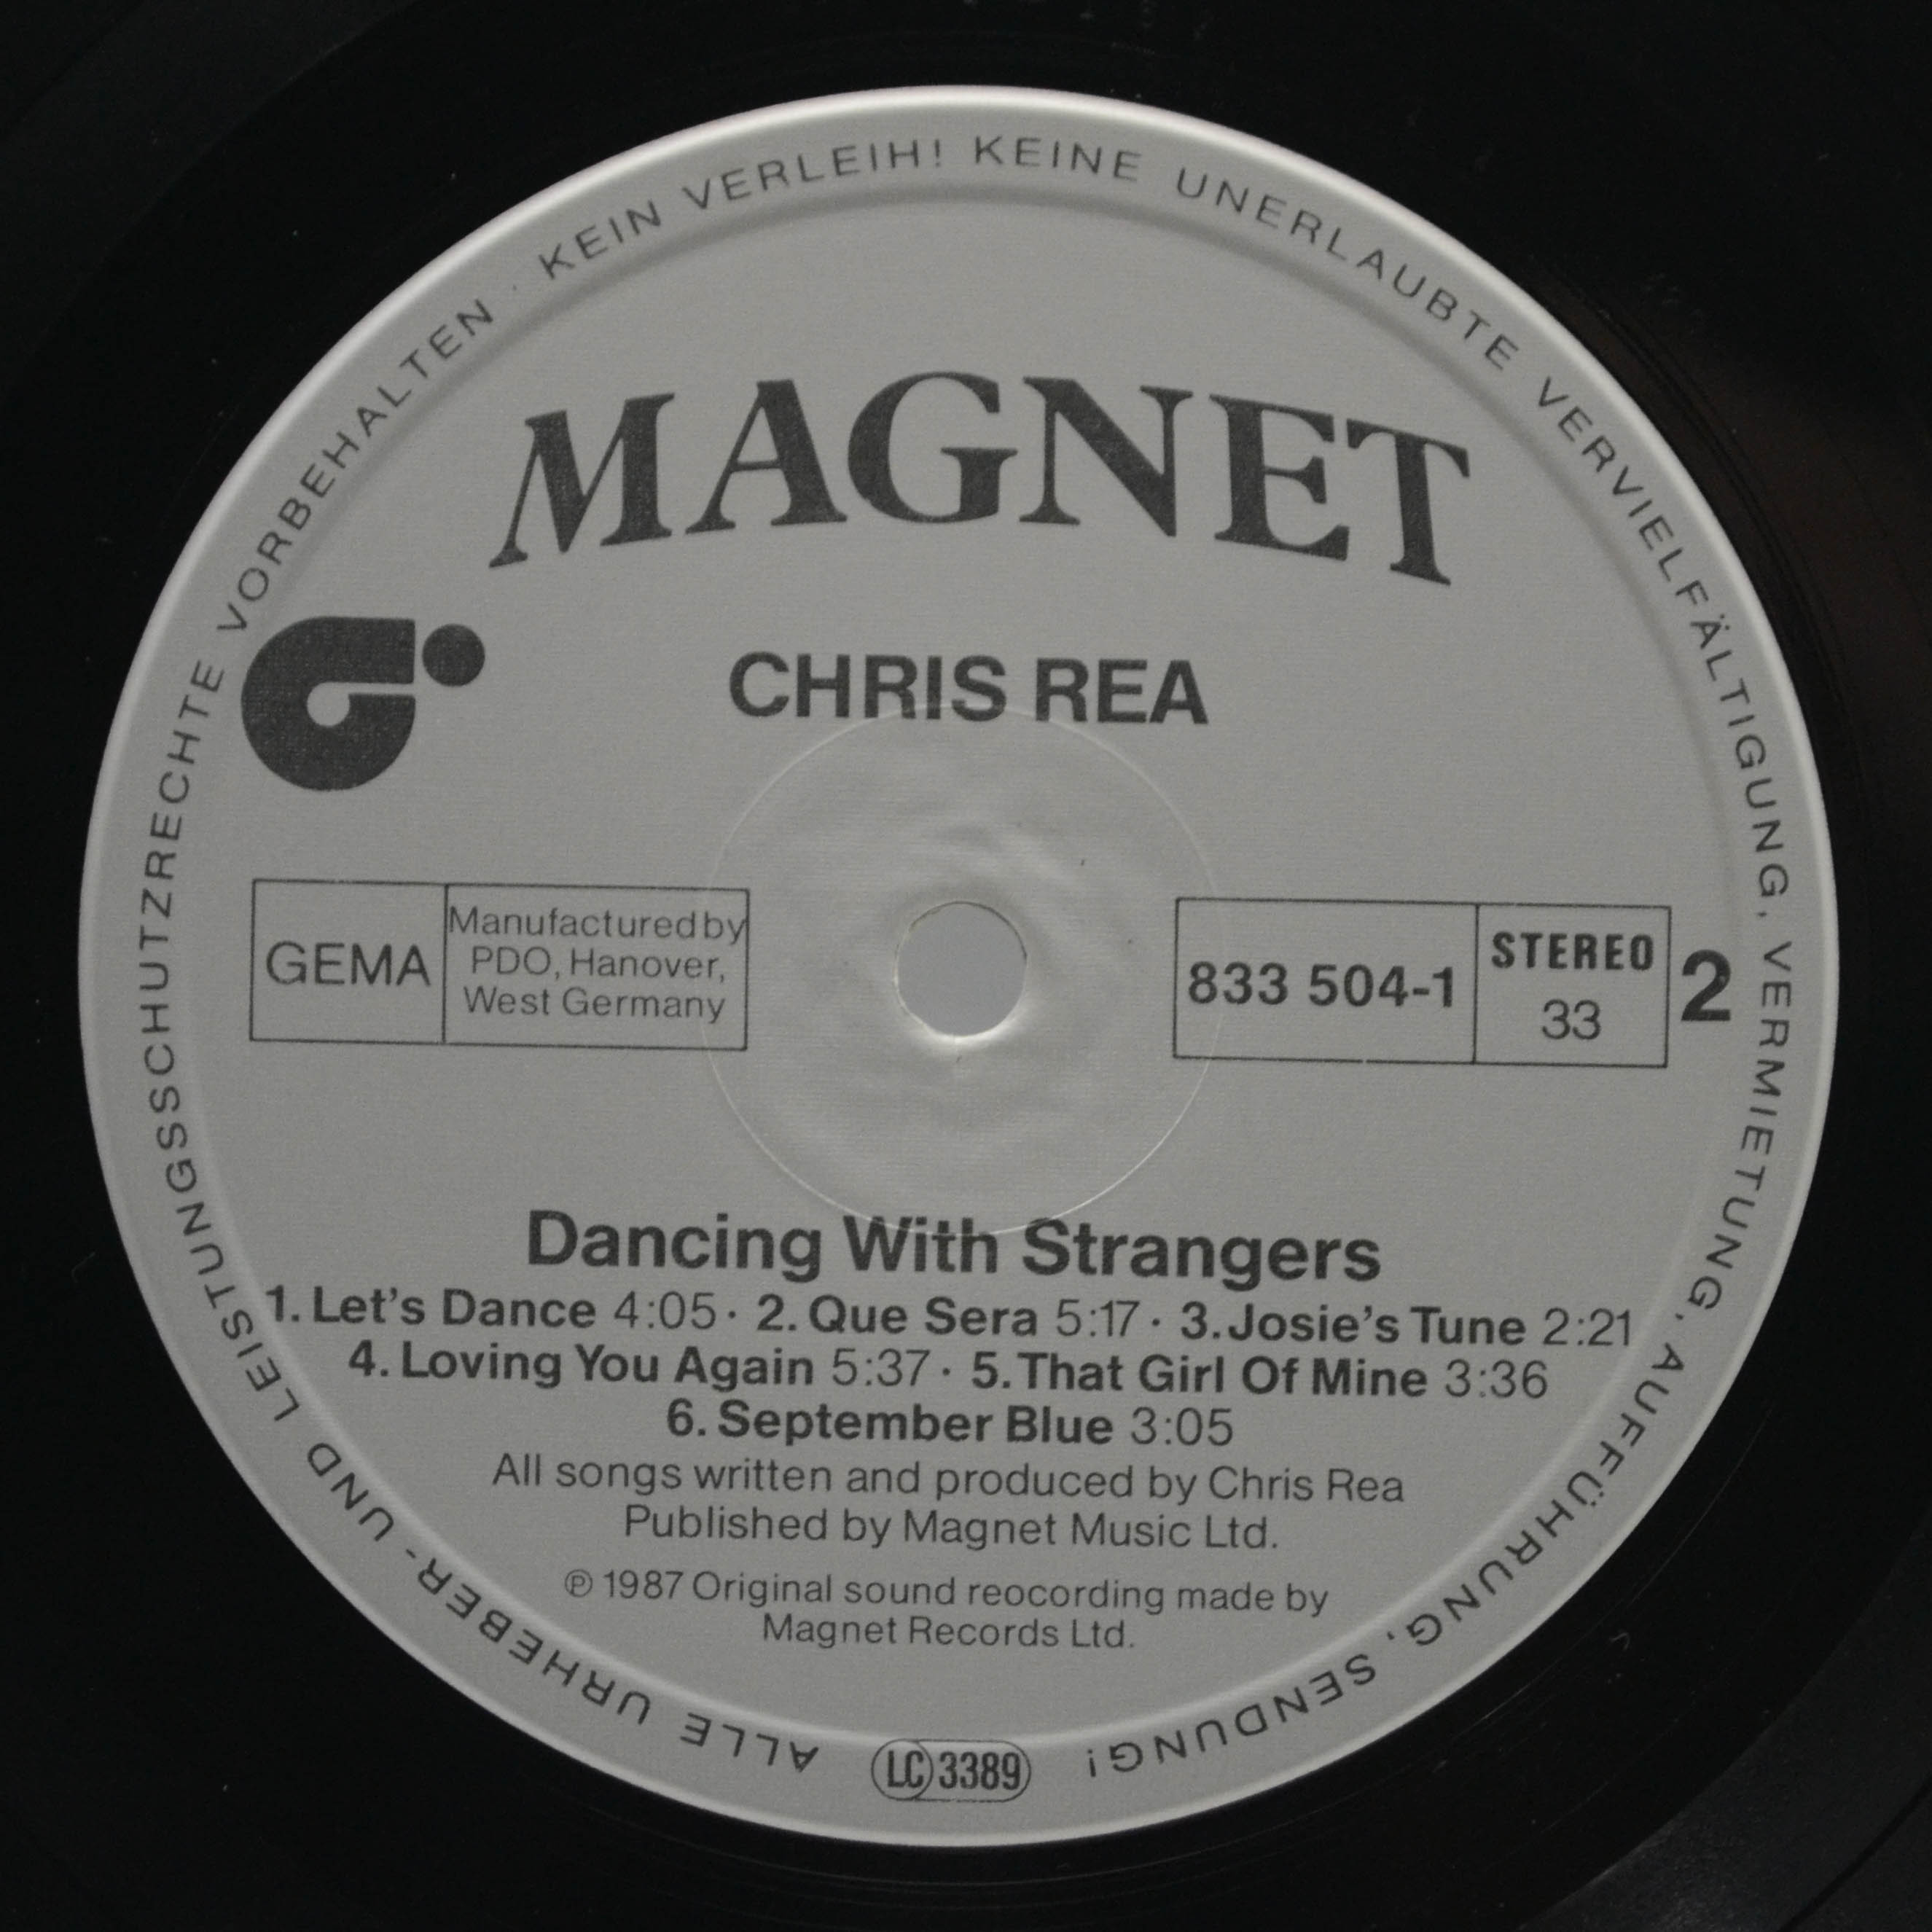 ALLE URHEBER- UND LEISTUNGSSCHUTZRECHTE VORBEHALTEN · KEIN VERLEIH! KEINE UNERLAUBTE VERVIELFÄLTIGUNG, VERMIETUNG, AUFFÜHRUNG, SENDUNG!
MAGNET
CHRIS REA
GEMA
Manufactured by
PDO, Hanover,
West Germany
833 504-1
STEREO
33
2
Dancing With Strangers
1. Let's Dance 4:05 · 2. Que Sera 5:17 · 3. Josie's Tune 2:21
4. Loving You Again 5:37 · 5. That Girl Of Mine 3:36
6. September Blue 3:05
All songs written and produced by Chris Rea
Published by Magnet Music Ltd.
℗ 1987 Original sound reocording made by
Magnet Records Ltd.
LC 3389